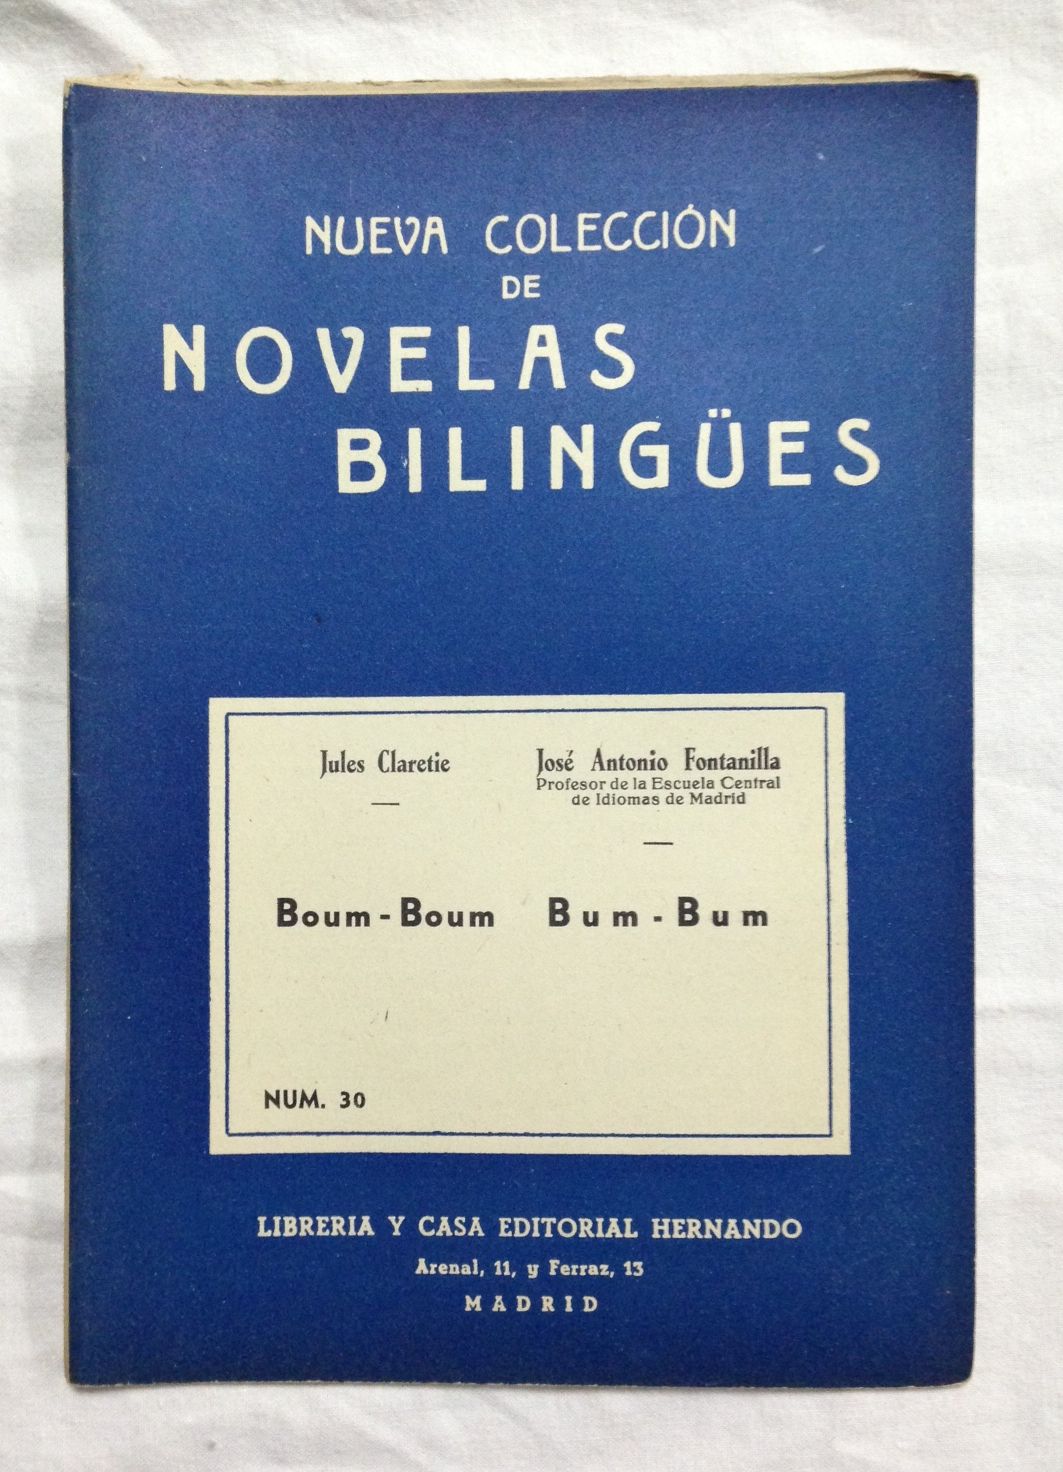 NUEVA COLECCIÓN
DE
NOVELAS
BILINGÜES
Jules Claretie
—
Boum - Boum
José Antonio Fontanilla
Profesor de la Escuela Central
de Idiomas de Madrid
—
Bum - Bum
NUM. 30
LIBRERIA Y CASA EDITORIAL HERNANDO
Arenal, 11, y Ferraz, 13
MADRID